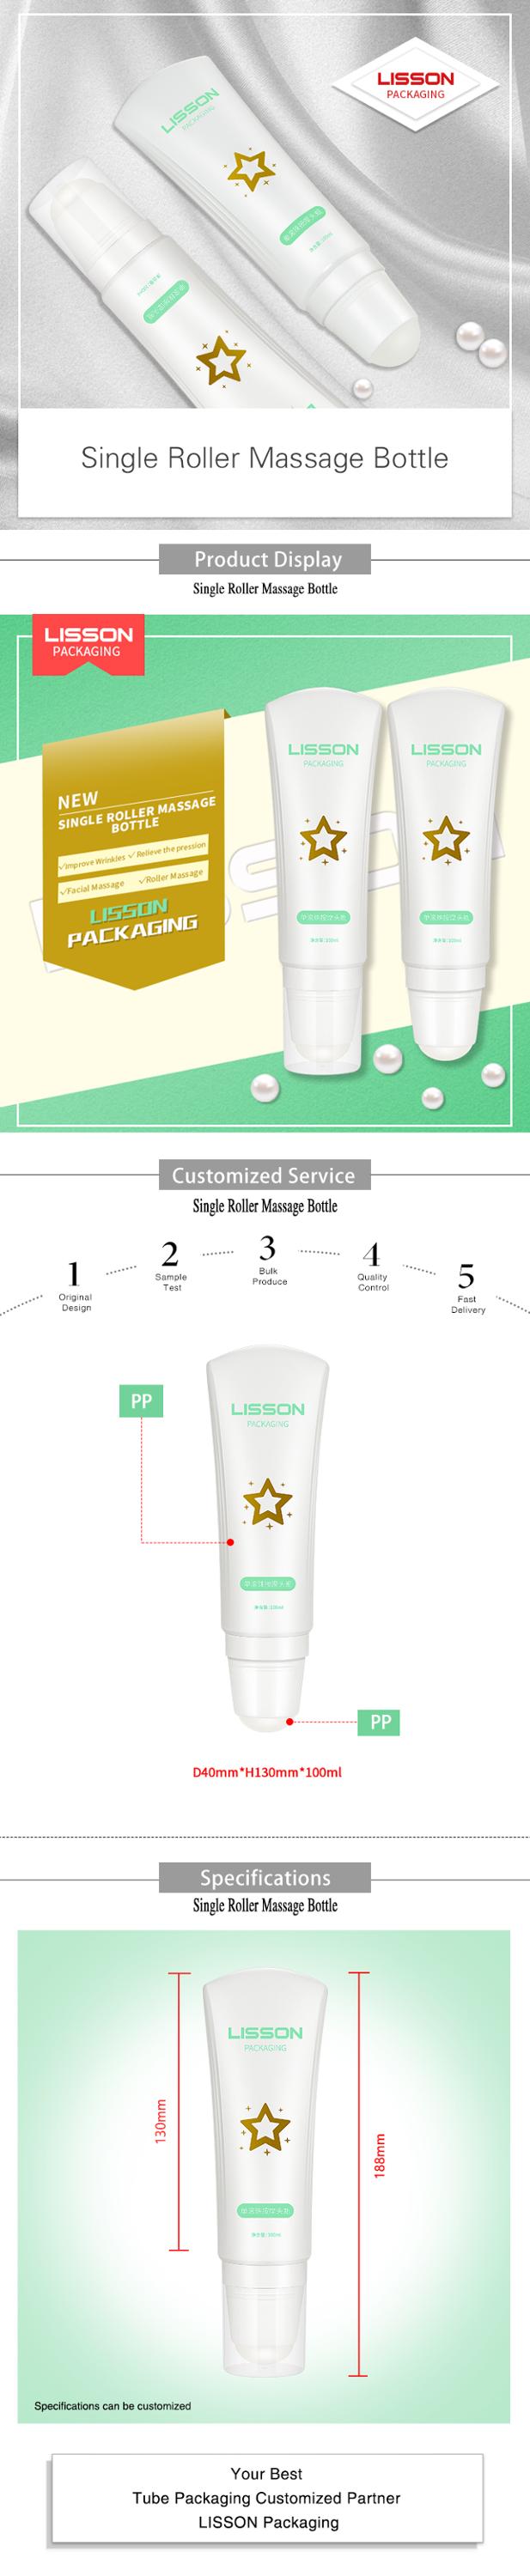 LISSON
PACKAGING
LISSON
PACKAGING
Single Roller Massage Bottle
Product Display
Single Roller Massage Bottle
LISSON
PACKAGING
NEW
SINGLE ROLLER MASSAGE
BOTTLE
✓Improve Wrinkles ✓ Relieve the pression
✓Facial Massage ✓Roller Massage
LISSON
PACKAGING
LISSON
PACKAGING
LISSON
PACKAGING
Customized Service
Single Roller Massage Bottle
1
Original
Design
2
Sample
Test
3
Bulk
Produce
4
Quality
Control
5
Fast
Delivery
PP
LISSON
PACKAGING
PP
D40mm*H130mm*100ml
Specifications
Single Roller Massage Bottle
LISSON
PACKAGING
130mm
188mm
Specifications can be customized
Your Best
Tube Packaging Customized Partner
LISSON Packaging